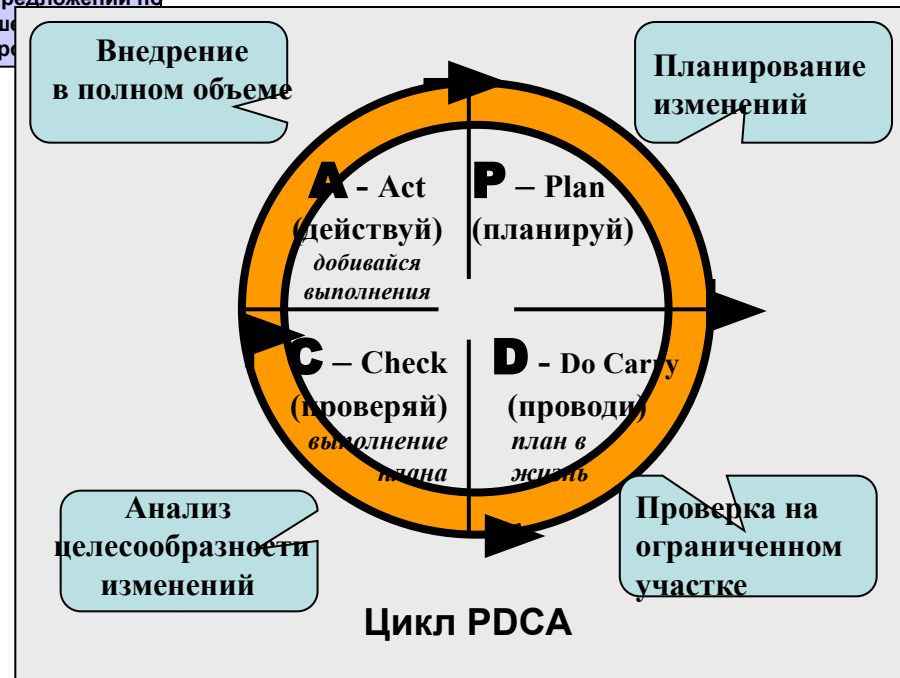 Внедрение
в полном объеме
Планирование
изменений
A - Act
(действуй)
добивайся
выполнения
P – Plan
(планируй)
C – Check
(проверяй)
выполнение
плана
D - Do Carry
(проводи)
план в
жизнь
Анализ
целесообразности
изменений
Проверка на
ограниченном
участке
Цикл PDCA